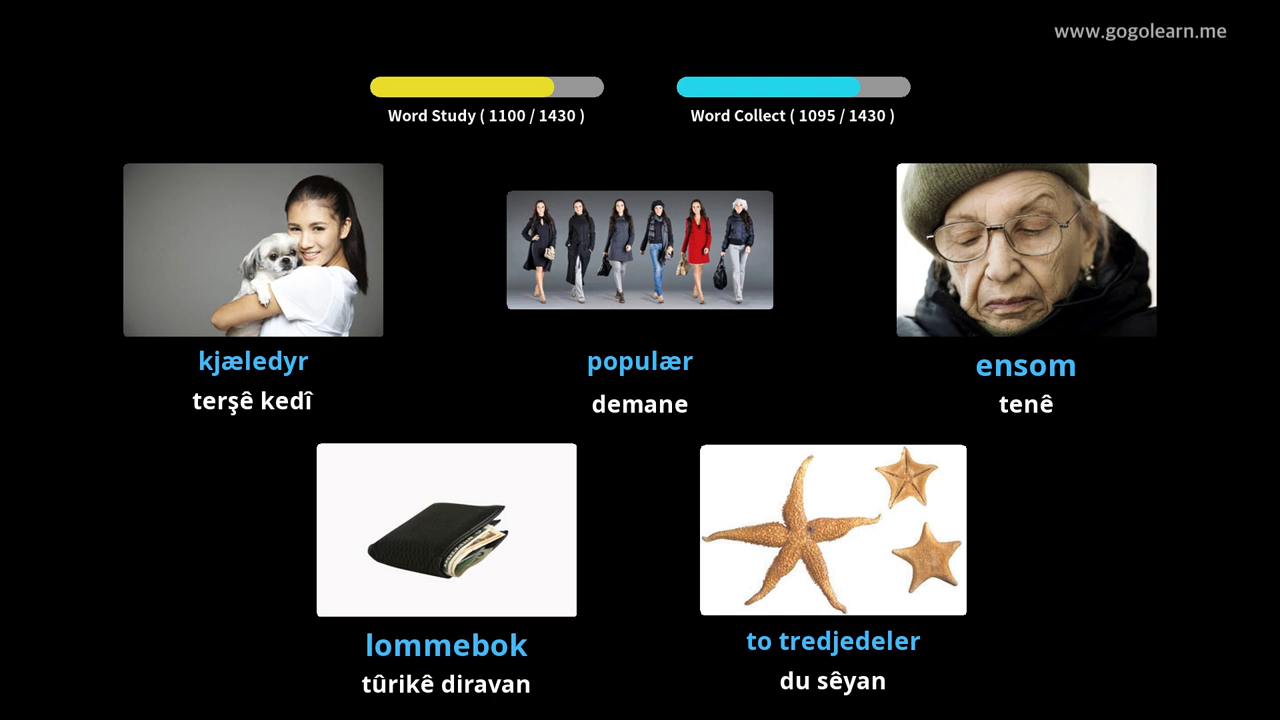 www.gogolearn.me
Word Study ( 1100 / 1430 )
Word Collect ( 1095 / 1430 )
kjæledyr
terşê kedî
populær
demane
ensom
tenê
lommebok
tûrikê diravan
to tredjedeler
du sêyan